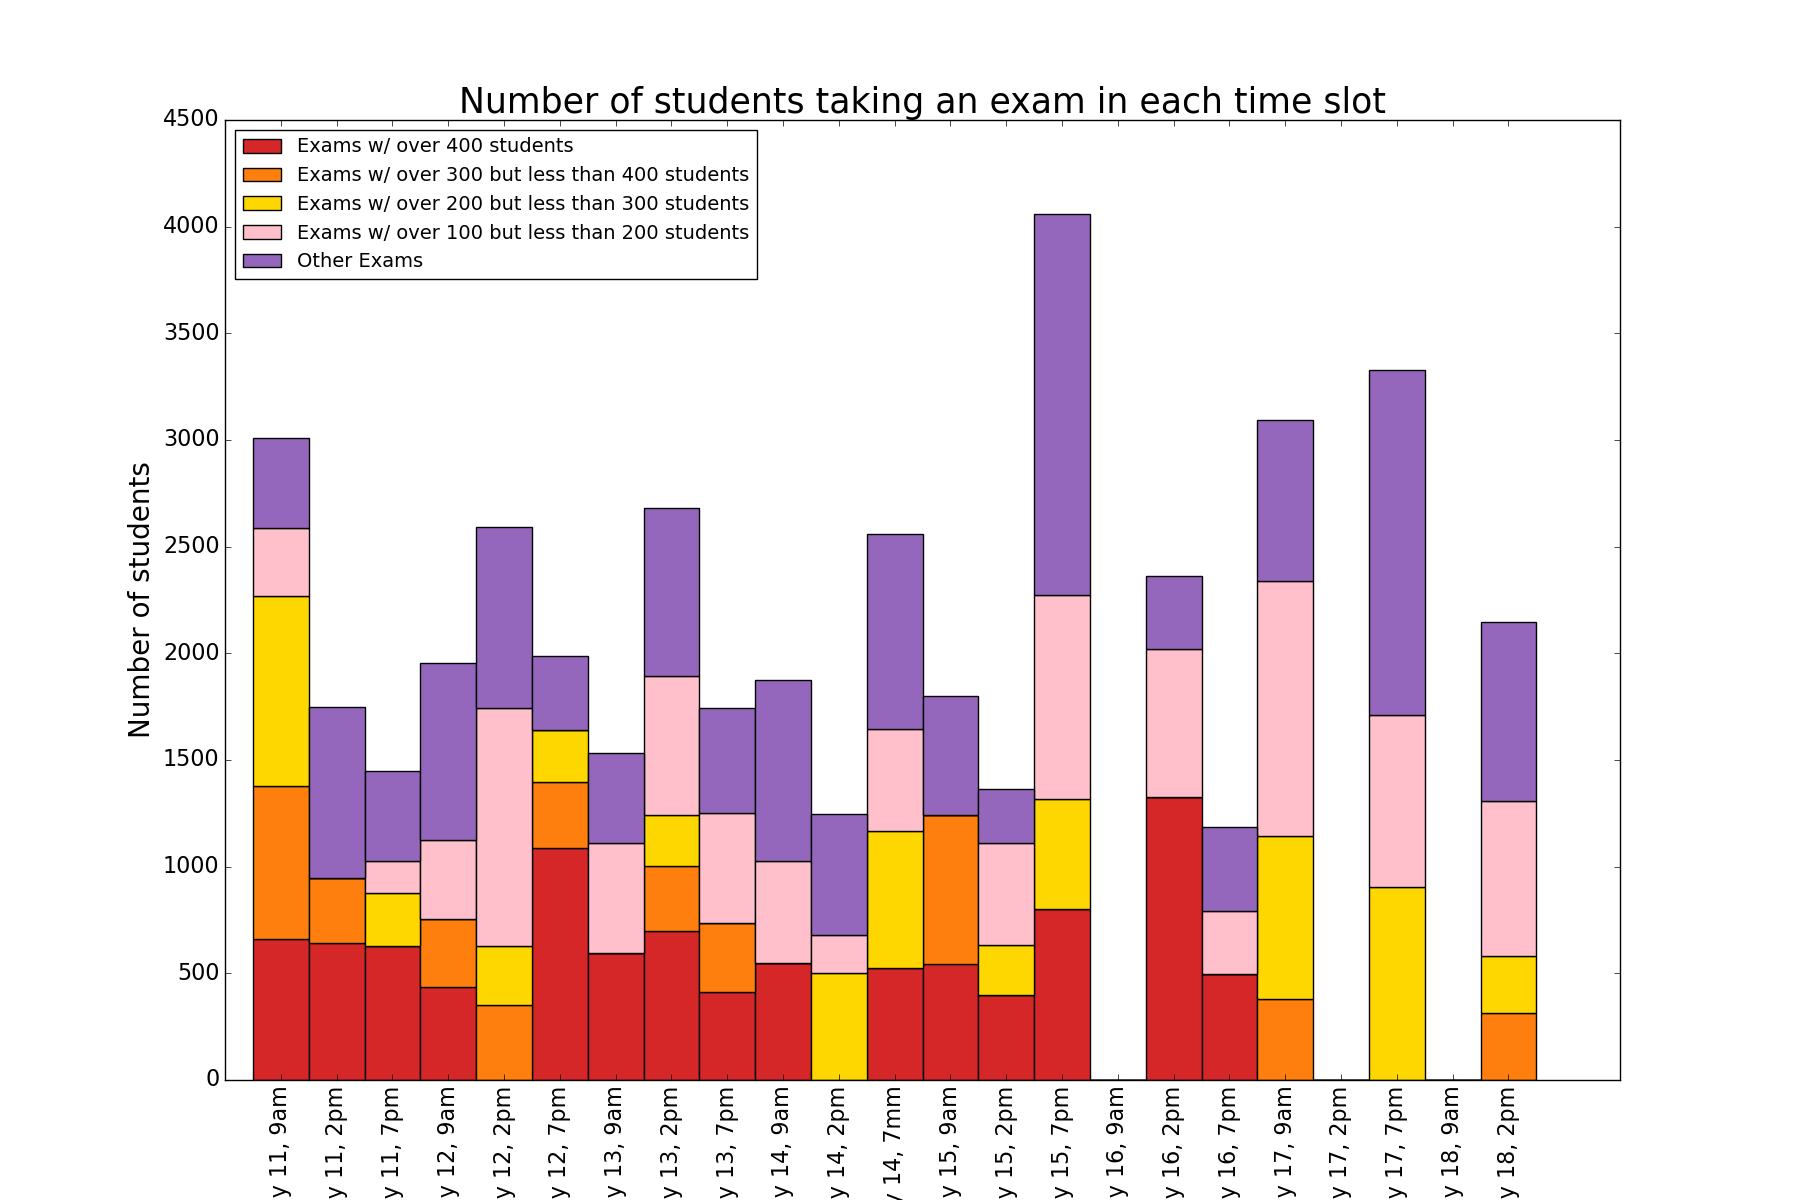 Number of students taking an exam in each time slot
Exams w/ over 400 students
Exams w/ over 300 but less than 400 students
Exams w/ over 200 but less than 300 students
Exams w/ over 100 but less than 200 students
Other Exams
Number of students
4500
4000
3500
3000
2500
2000
1500
1000
500
0
y 11, 9am
y 11, 2pm
y 11, 7pm
y 12, 9am
y 12, 2pm
y 12, 7pm
y 13, 9am
y 13, 2pm
y 13, 7pm
y 14, 9am
y 14, 2pm
y 14, 7mm
y 15, 9am
y 15, 2pm
y 15, 7pm
y 16, 9am
y 16, 2pm
y 16, 7pm
y 17, 9am
y 17, 2pm
y 17, 7pm
y 18, 9am
y 18, 2pm